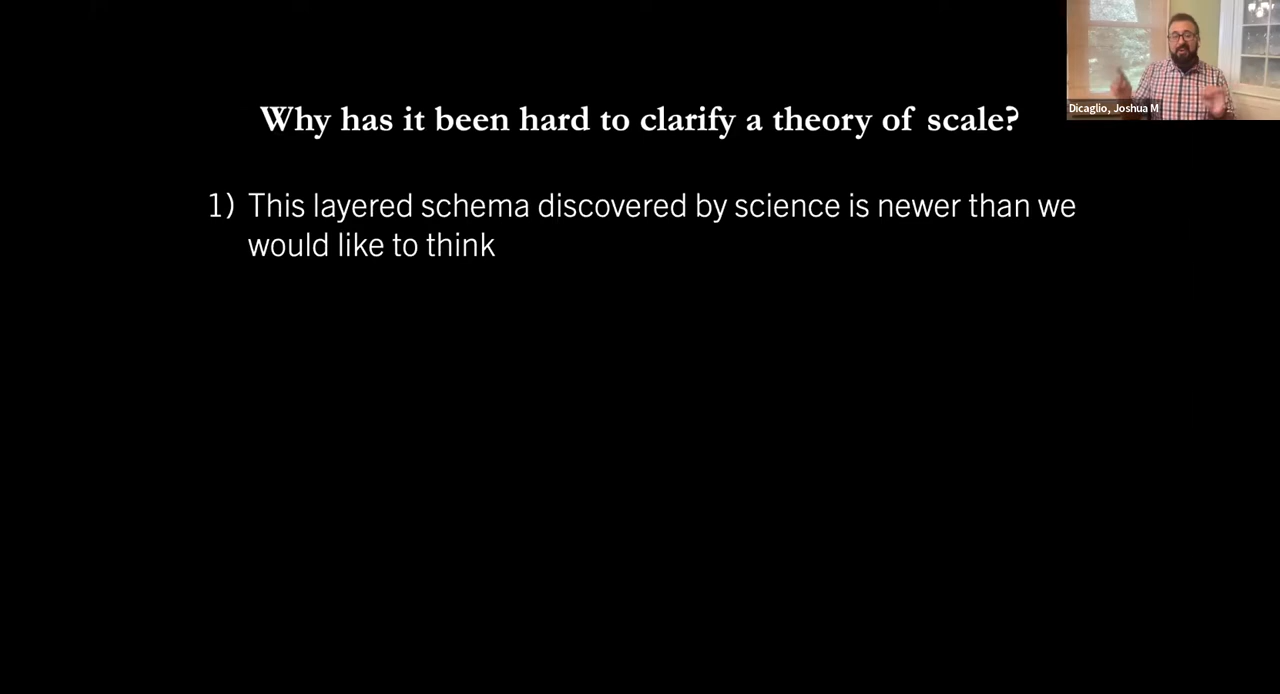 Dicaglio, Joshua M
Why has it been hard to clarify a theory of scale?
1) This layered schema discovered by science is newer than we
would like to think